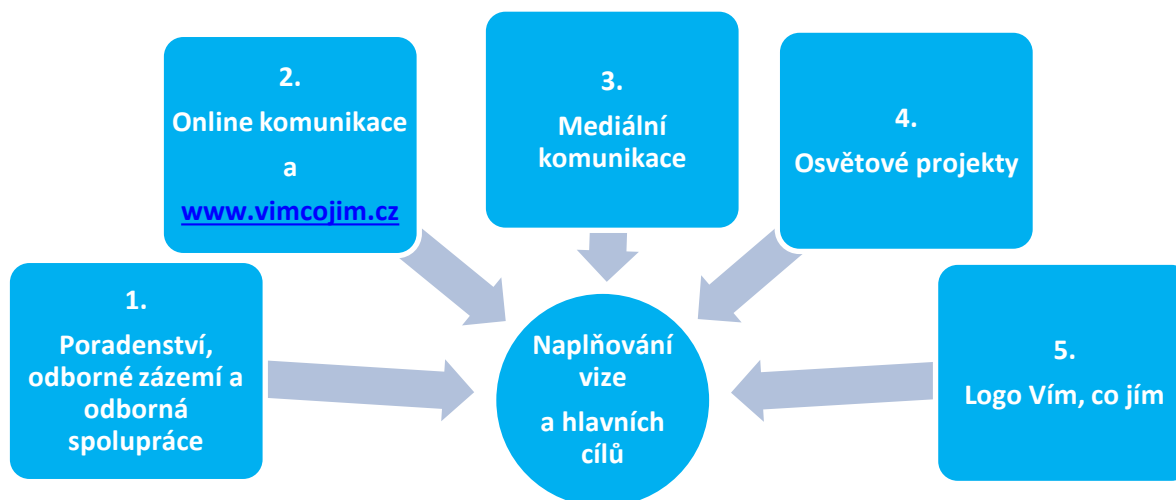 1.
Poradenství,
odborné zázemí a
odborná
spolupráce
2.
Online komunikace
a
www.vimcojim.cz
3.
Mediální
komunikace
4.
Osvětové projekty
5.
Logo Vím, co jím
Naplňování
vize
a hlavních
cílů